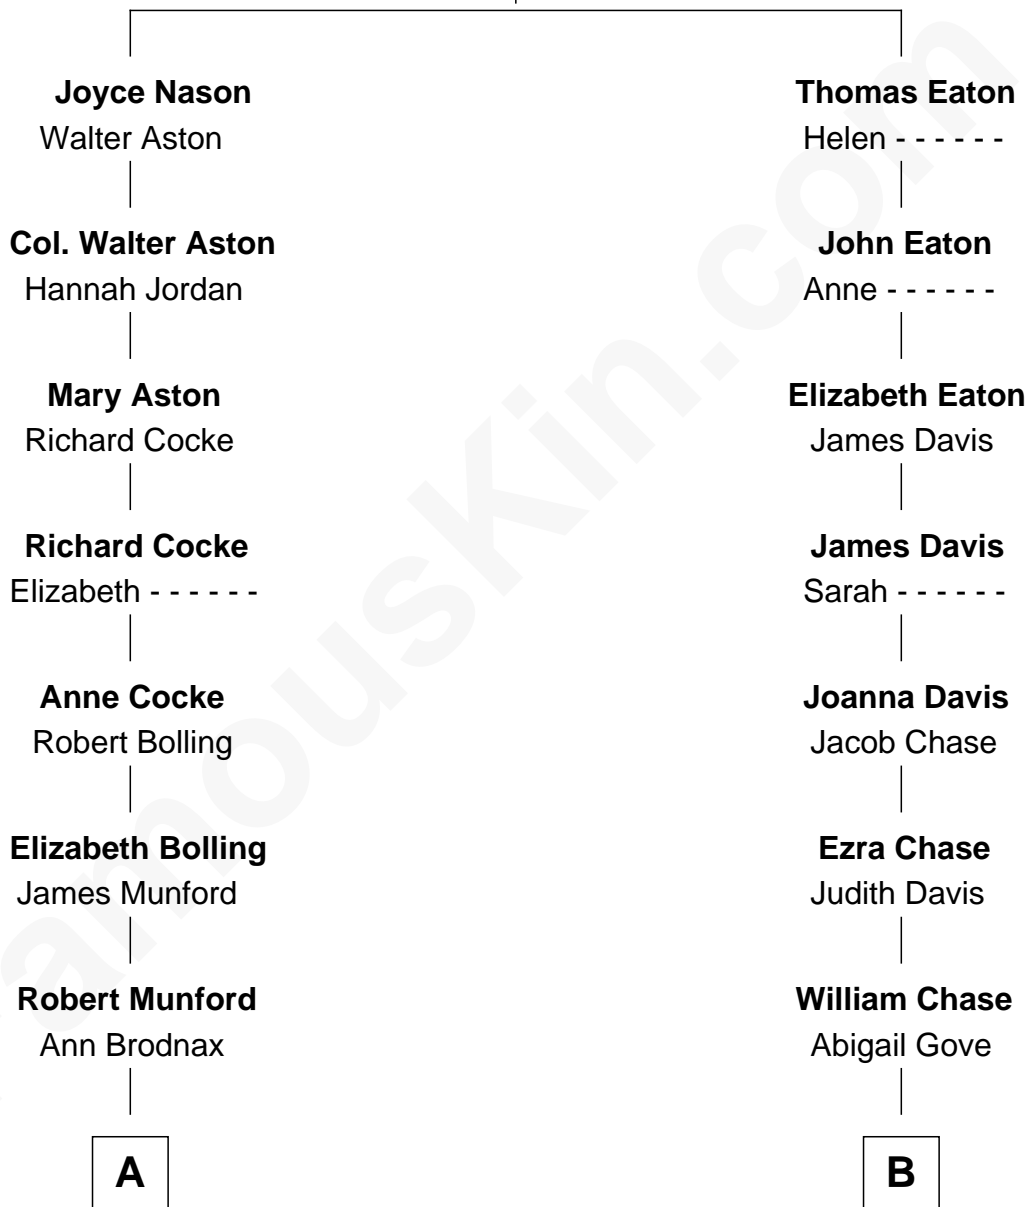 Joyce Nason
Walter Aston
Col. Walter Aston
Hannah Jordan
Mary Aston
Richard Cocke
Richard Cocke
Elizabeth - - - - - -
Anne Cocke
Robert Bolling
Elizabeth Bolling
James Munford
Robert Munford
Ann Brodnax
A
Thomas Eaton
Helen - - - - - -
John Eaton
Anne - - - - - -
Elizabeth Eaton
James Davis
James Davis
Sarah - - - - - -
Joanna Davis
Jacob Chase
Ezra Chase
Judith Davis
William Chase
Abigail Gove
B
amousKin.com